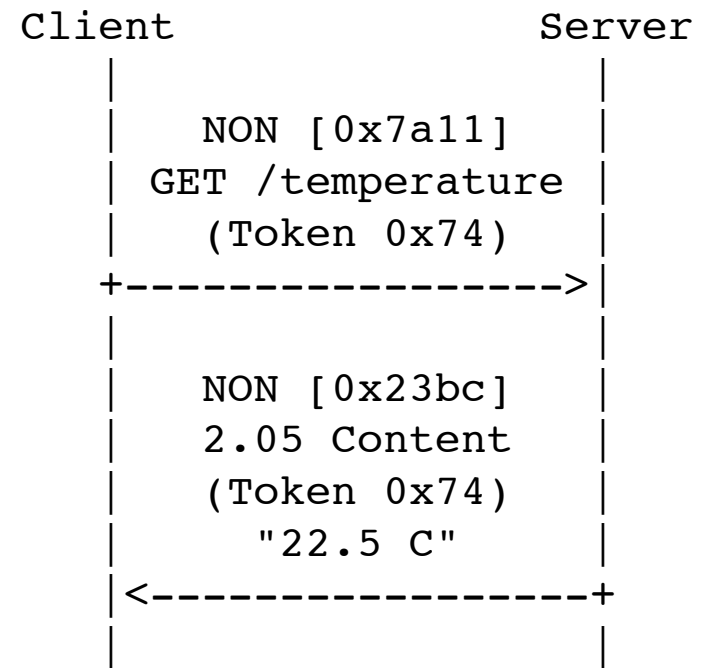 Client Server
NON [0x7a11]
GET /temperature
(Token 0x74)
+----------------->
NON [0x23bc]
2.05 Content
(Token 0x74)
"22.5 C"
<-----------------+